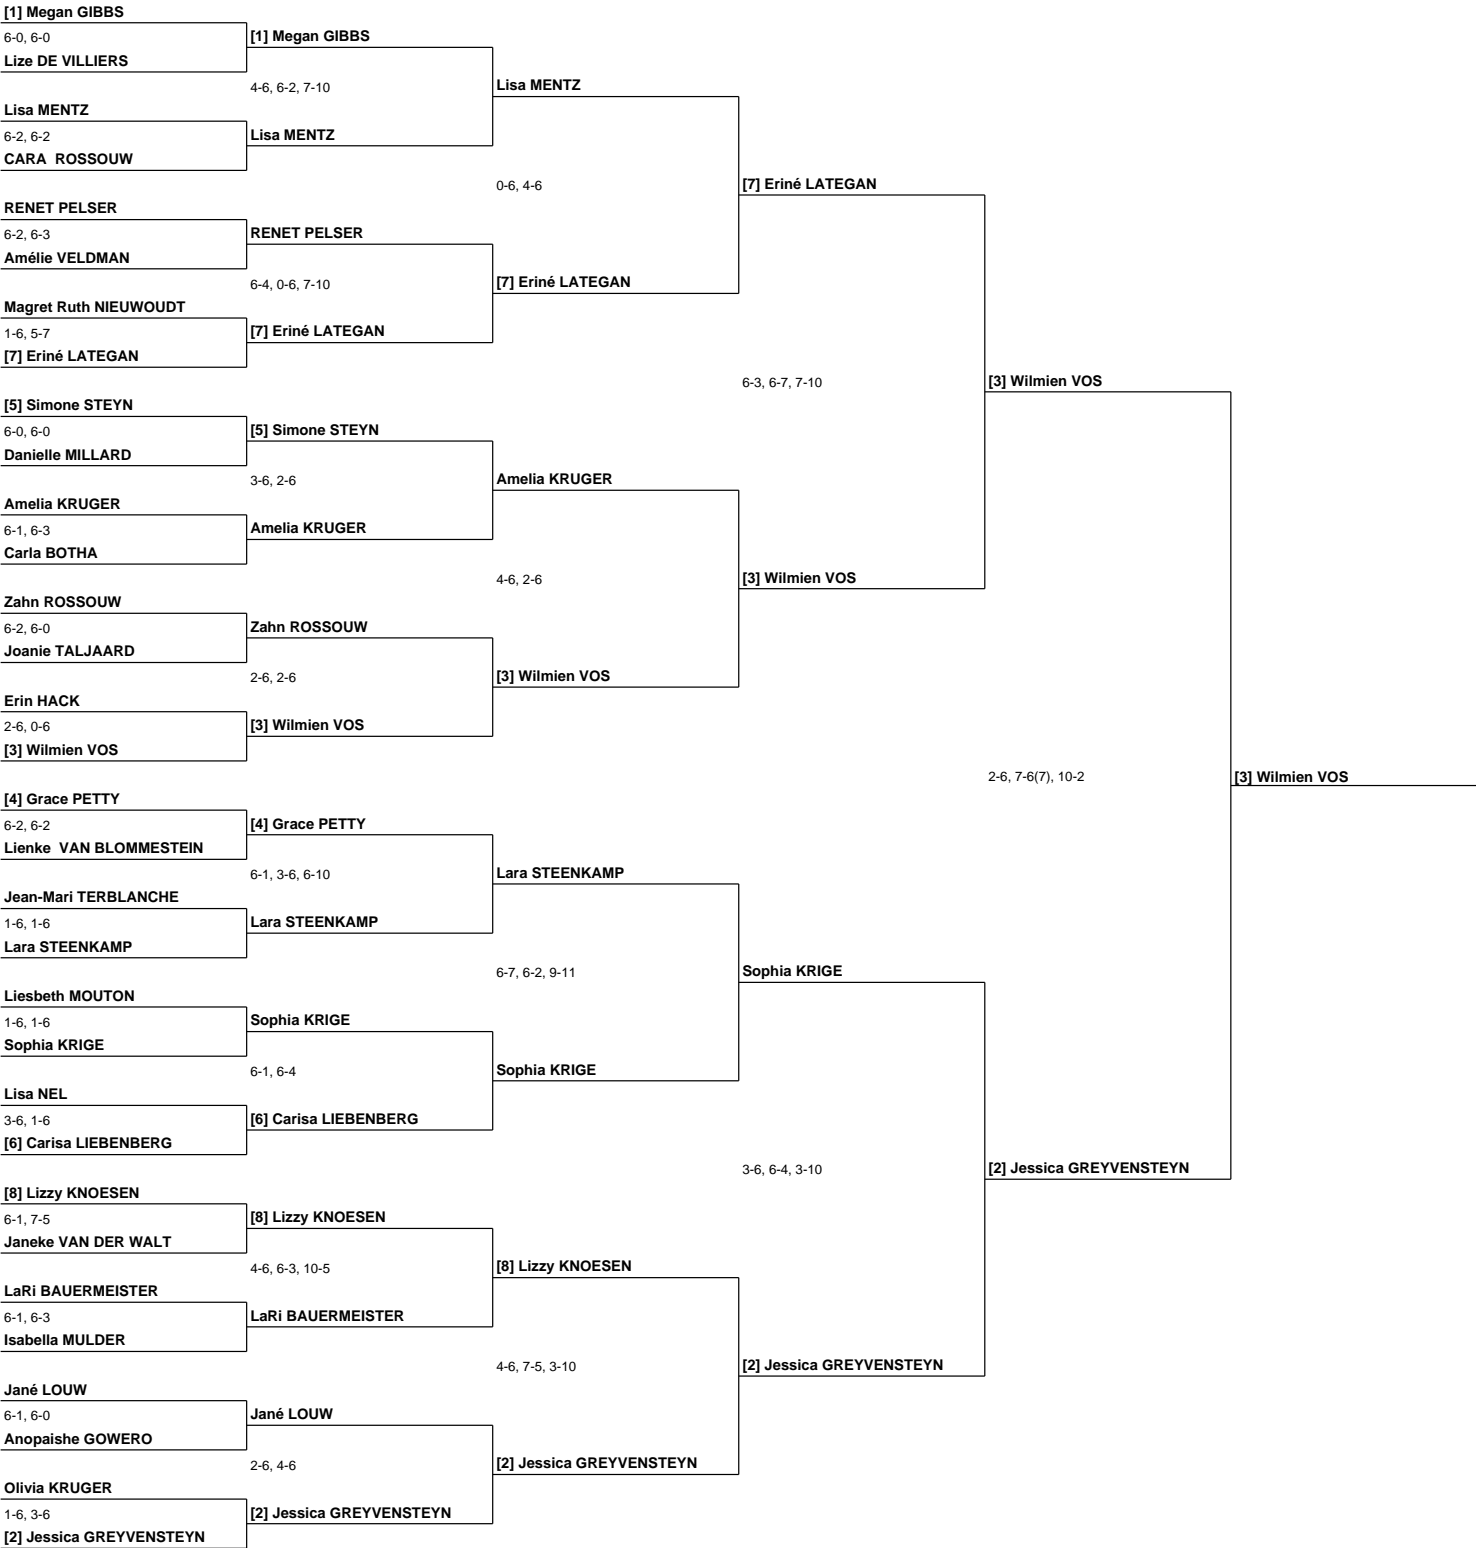 [1] Megan GIBBS
6-0, 6-0
[1] Megan GIBBS
Lize DE VILLIERS
4-6, 6-2, 7-10
Lisa MENTZ
Lisa MENTZ
6-2, 6-2
Lisa MENTZ
CARA  ROSSOUW
0-6, 4-6
[7] Eriné LATEGAN
RENET PELSER
6-2, 6-3
RENET PELSER
Amélie VELDMAN
6-4, 0-6, 7-10
[7] Eriné LATEGAN
Magret Ruth NIEUWOUDT
1-6, 5-7
[7] Eriné LATEGAN
[7] Eriné LATEGAN
6-3, 6-7, 7-10
[3] Wilmien VOS
[5] Simone STEYN
6-0, 6-0
[5] Simone STEYN
Danielle MILLARD
3-6, 2-6
Amelia KRUGER
Amelia KRUGER
6-1, 6-3
Amelia KRUGER
Carla BOTHA
4-6, 2-6
[3] Wilmien VOS
Zahn ROSSOUW
6-2, 6-0
Zahn ROSSOUW
Joanie TALJAARD
2-6, 2-6
[3] Wilmien VOS
Erin HACK
2-6, 0-6
[3] Wilmien VOS
[3] Wilmien VOS
2-6, 7-6(7), 10-2
[3] Wilmien VOS
[4] Grace PETTY
6-2, 6-2
[4] Grace PETTY
Lienke  VAN BLOMMESTEIN
6-1, 3-6, 6-10
Lara STEENKAMP
Jean-Mari TERBLANCHE
1-6, 1-6
Lara STEENKAMP
Lara STEENKAMP
6-7, 6-2, 9-11
Sophia KRIGE
Liesbeth MOUTON
1-6, 1-6
Sophia KRIGE
Sophia KRIGE
6-1, 6-4
Sophia KRIGE
Lisa NEL
3-6, 1-6
[6] Carisa LIEBENBERG
[6] Carisa LIEBENBERG
3-6, 6-4, 3-10
[2] Jessica GREYVENSTEYN
[8] Lizzy KNOESEN
6-1, 7-5
[8] Lizzy KNOESEN
Janeke VAN DER WALT
4-6, 6-3, 10-5
[8] Lizzy KNOESEN
LaRi BAUERMEISTER
6-1, 6-3
LaRi BAUERMEISTER
Isabella MULDER
4-6, 7-5, 3-10
[2] Jessica GREYVENSTEYN
Jané LOUW
6-1, 6-0
Jané LOUW
Anopaishe GOWERO
2-6, 4-6
[2] Jessica GREYVENSTEYN
Olivia KRUGER
1-6, 3-6
[2] Jessica GREYVENSTEYN
[2] Jessica GREYVENSTEYN